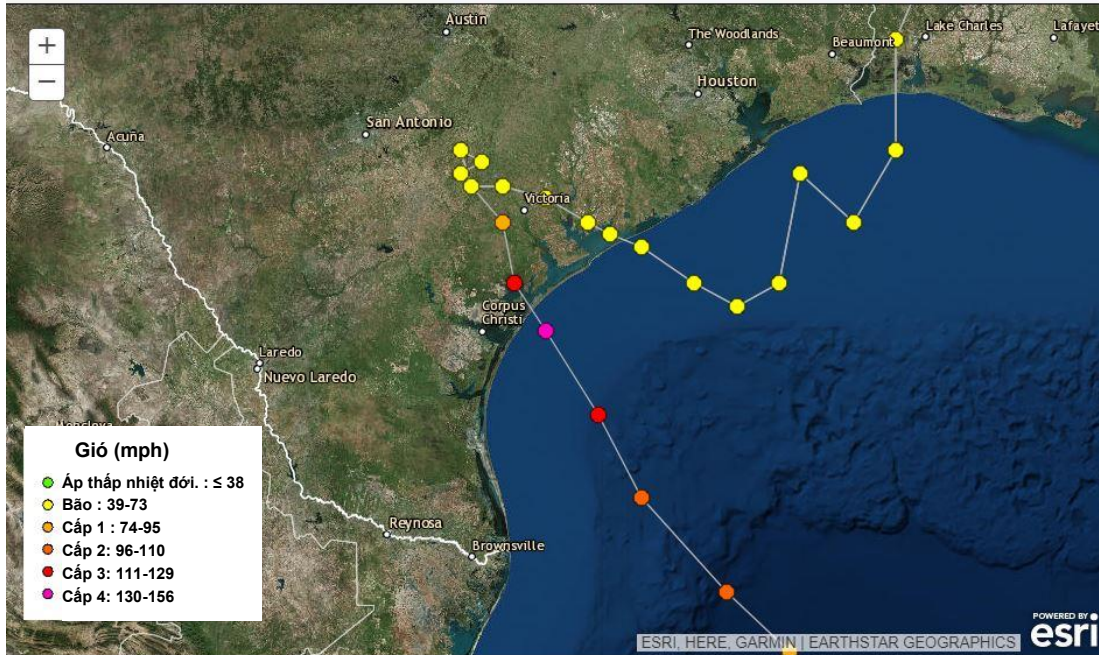 +
−
Austin
The Woodlands
Lake Charles
Lafayet
Beaumont
Houston
San Antonio
Acuña
Victoria
Corpus
Christi
Laredo
Nuevo Laredo
Monclova
Gió (mph)
Áp thấp nhiệt đới. : ≤ 38
Bão : 39-73
Cấp 1 : 74-95
Cấp 2: 96-110
Cấp 3: 111-129
Cấp 4: 130-156
Reynosa
Brownsville
POWERED BY
esri
ESRI, HERE, GARMIN | EARTHSTAR GEOGRAPHICS